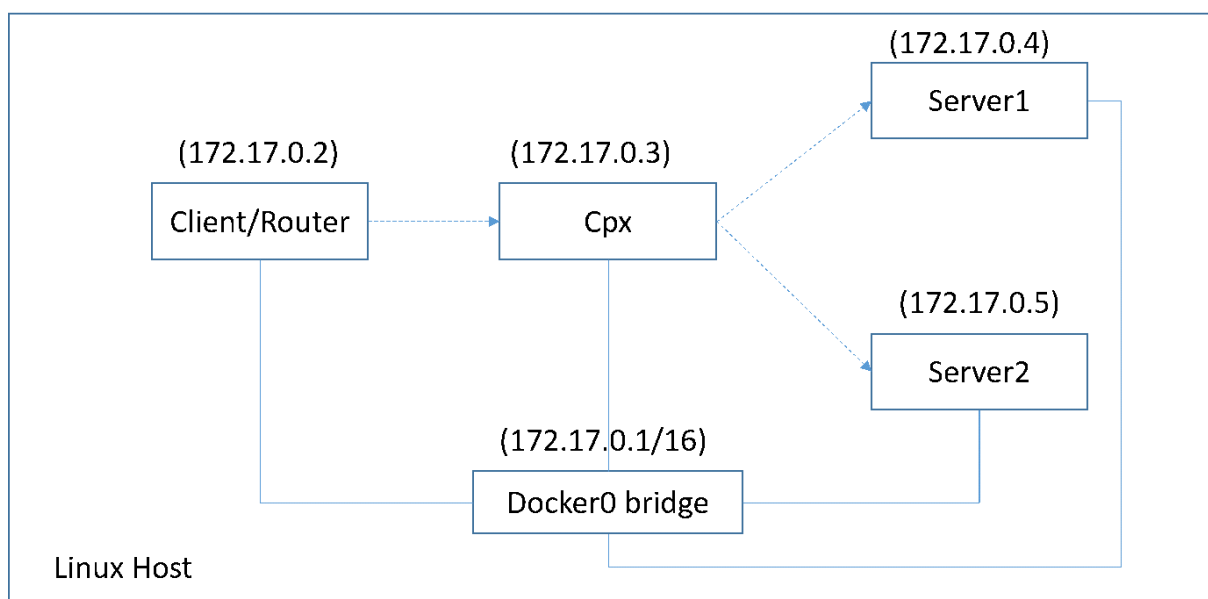 (172.17.0.4)
Server1
(172.17.0.2)
(172.17.0.3)
Client/Router
Cpx
(172.17.0.5)
Server2
(172.17.0.1/16)
Docker0 bridge
Linux Host